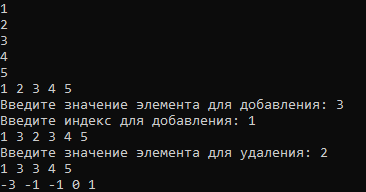 1
2
3
4
5
1 2 3 4 5
Введите значение элемента для добавления: 3
Введите индекс для добавления: 1
1 3 2 3 4 5
Введите значение элемента для удаления: 2
1 3 3 4 5
-3 -1 -1 0 1